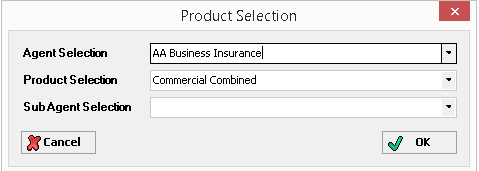 Product Selection
Agent Selection AA Business Insurance
Product Selection Commercial Combined
Sub Agent Selection
Cancel OK